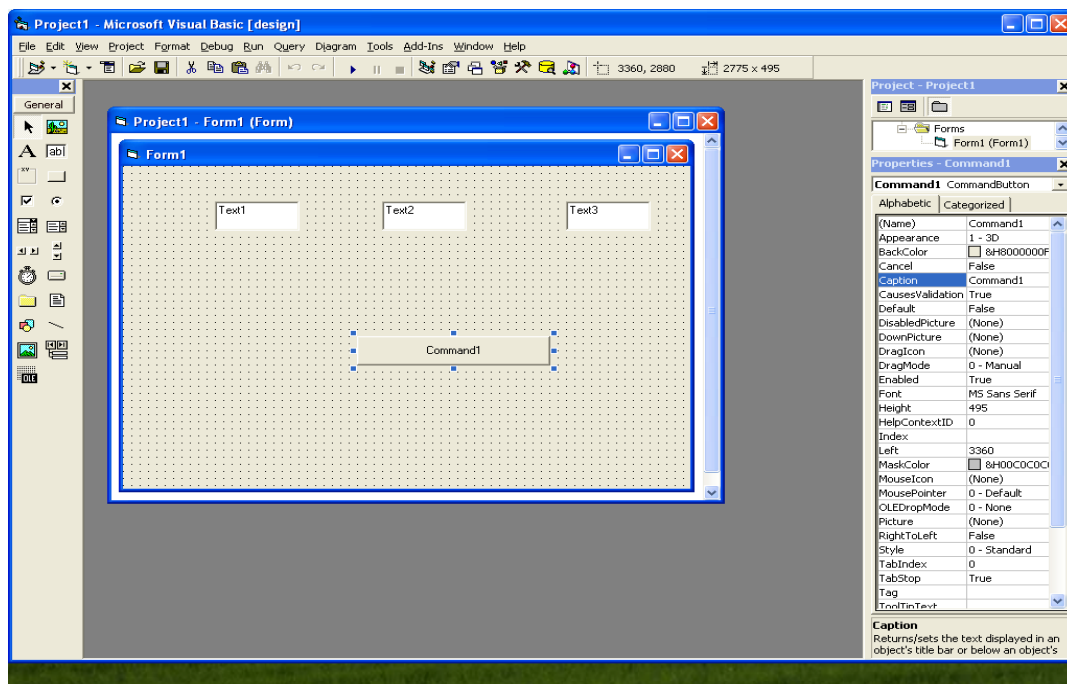 Project1 - Microsoft Visual Basic [design]
File Edit View Project Format Debug Run Query Diagram Tools Add-Ins Window Help
3360, 2880 2775 x 495
General
A ab|
xy
OLE
Project1 - Form1 (Form)
Form1
Text1 Text2 Text3
Command1
Project - Project1
Forms
Form1 (Form1)
Properties - Command1
Command1 CommandButton
Alphabetic Categorized
(Name) Command1
Appearance 1 - 3D
BackColor &H8000000F
Cancel False
Caption Command1
CausesValidation True
Default False
DisabledPicture (None)
DownPicture (None)
DragIcon (None)
DragMode 0 - Manual
Enabled True
Font MS Sans Serif
Height 495
HelpContextID 0
Index
Left 3360
MaskColor &H00C0C0C
MouseIcon (None)
MousePointer 0 - Default
OLEDropMode 0 - None
Picture (None)
RightToLeft False
Style 0 - Standard
TabIndex 0
TabStop True
Tag
ToolTipText
Caption
Returns/sets the text displayed in an
object's title bar or below an object's